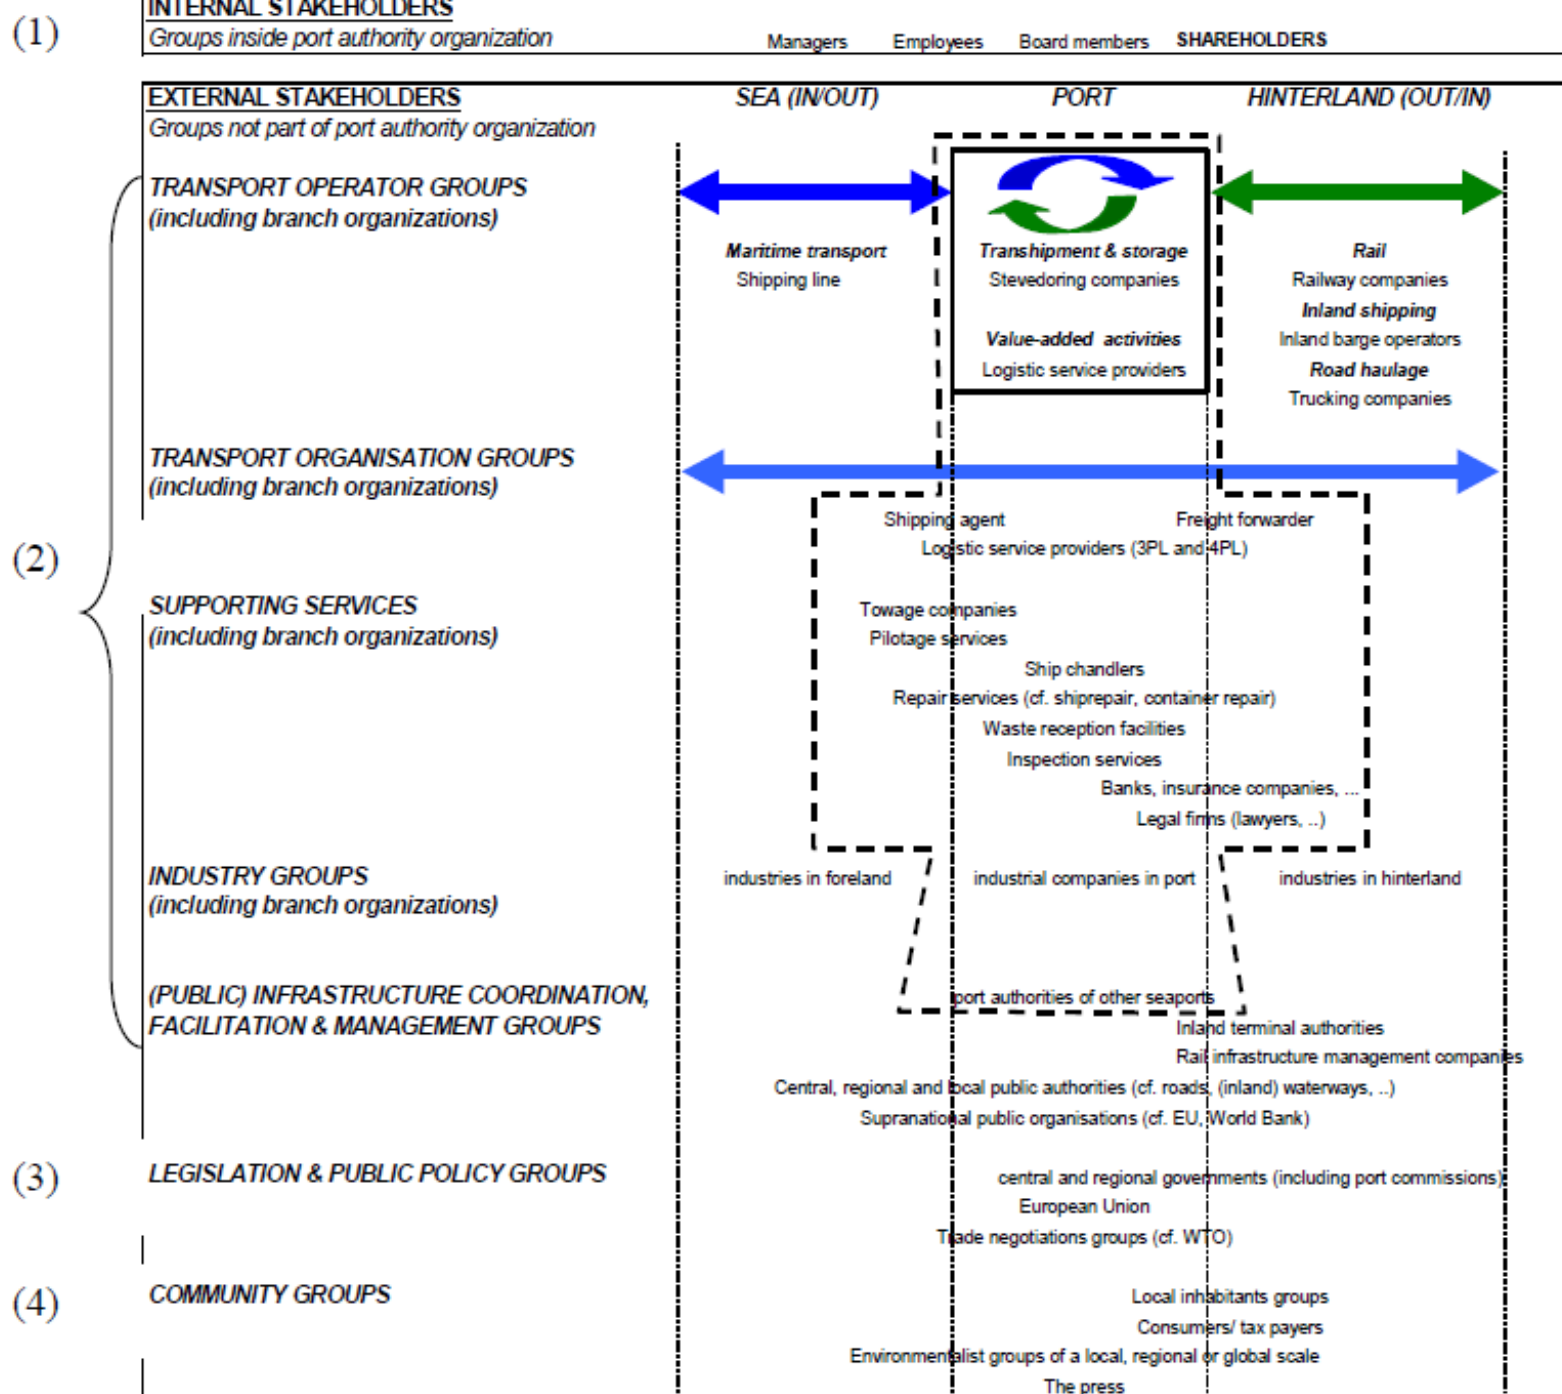 INTERNAL STAKEHOLDERS
(1)
Groups inside port authority organization Managers Employees Board members SHAREHOLDERS
EXTERNAL STAKEHOLDERS SEA (IN/OUT) PORT HINTERLAND (OUT/IN)
Groups not part of port authority organization
TRANSPORT OPERATOR GROUPS
(including branch organizations)
Maritime transport Transhipment & storage Rail
Shipping line Stevedoring companies Railway companies
Inland shipping
Value-added activities Inland barge operators
Logistic service providers Road haulage
Trucking companies
TRANSPORT ORGANISATION GROUPS
(including branch organizations)
Shipping agent Freight forwarder
Logistic service providers (3PL and 4PL)
(2)
SUPPORTING SERVICES Towage companies
(including branch organizations) Pilotage services
Ship chandlers
Repair services (cf. shiprepair, container repair)
Waste reception facilities
Inspection services
Banks, insurance companies, ...
Legal firms (lawyers, ..)
INDUSTRY GROUPS industries in foreland industrial companies in port industries in hinterland
(including branch organizations)
(PUBLIC) INFRASTRUCTURE COORDINATION, port authorities of other seaports
FACILITATION & MANAGEMENT GROUPS Inland terminal authorities
Rail infrastructure management companies
Central, regional and local public authorities (cf. roads, (inland) waterways, ..)
Supranational public organisations (cf. EU, World Bank)
(3) LEGISLATION & PUBLIC POLICY GROUPS central and regional governments (including port commissions)
European Union
Trade negotiations groups (cf. WTO)
(4) COMMUNITY GROUPS Local inhabitants groups
Consumers/ tax payers
Environmentalist groups of a local, regional or global scale
The press